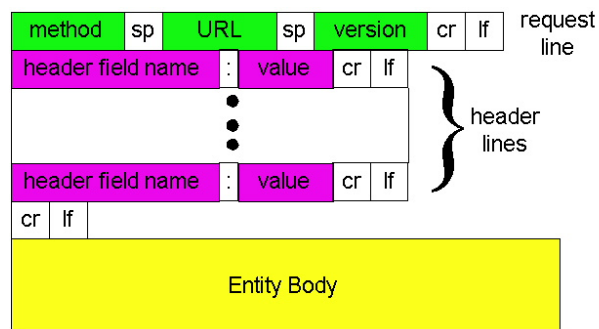 method sp URL sp version cr lf
request line
header field name : value cr lf
header lines
header field name : value cr lf
cr lf
Entity Body